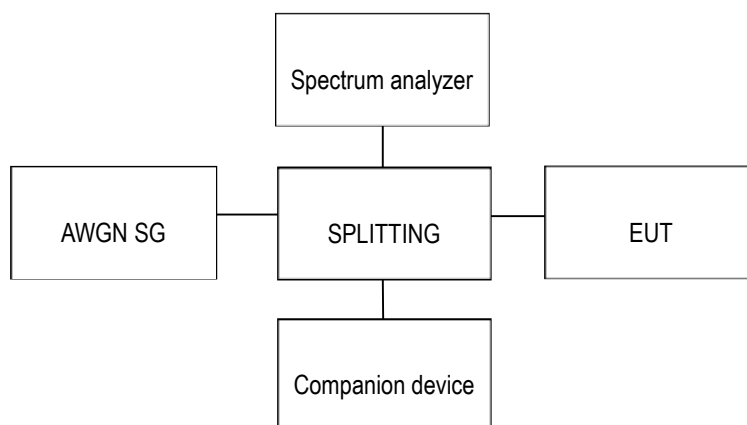 Spectrum analyzer
AWGN SG
SPLITTING
EUT
Companion device